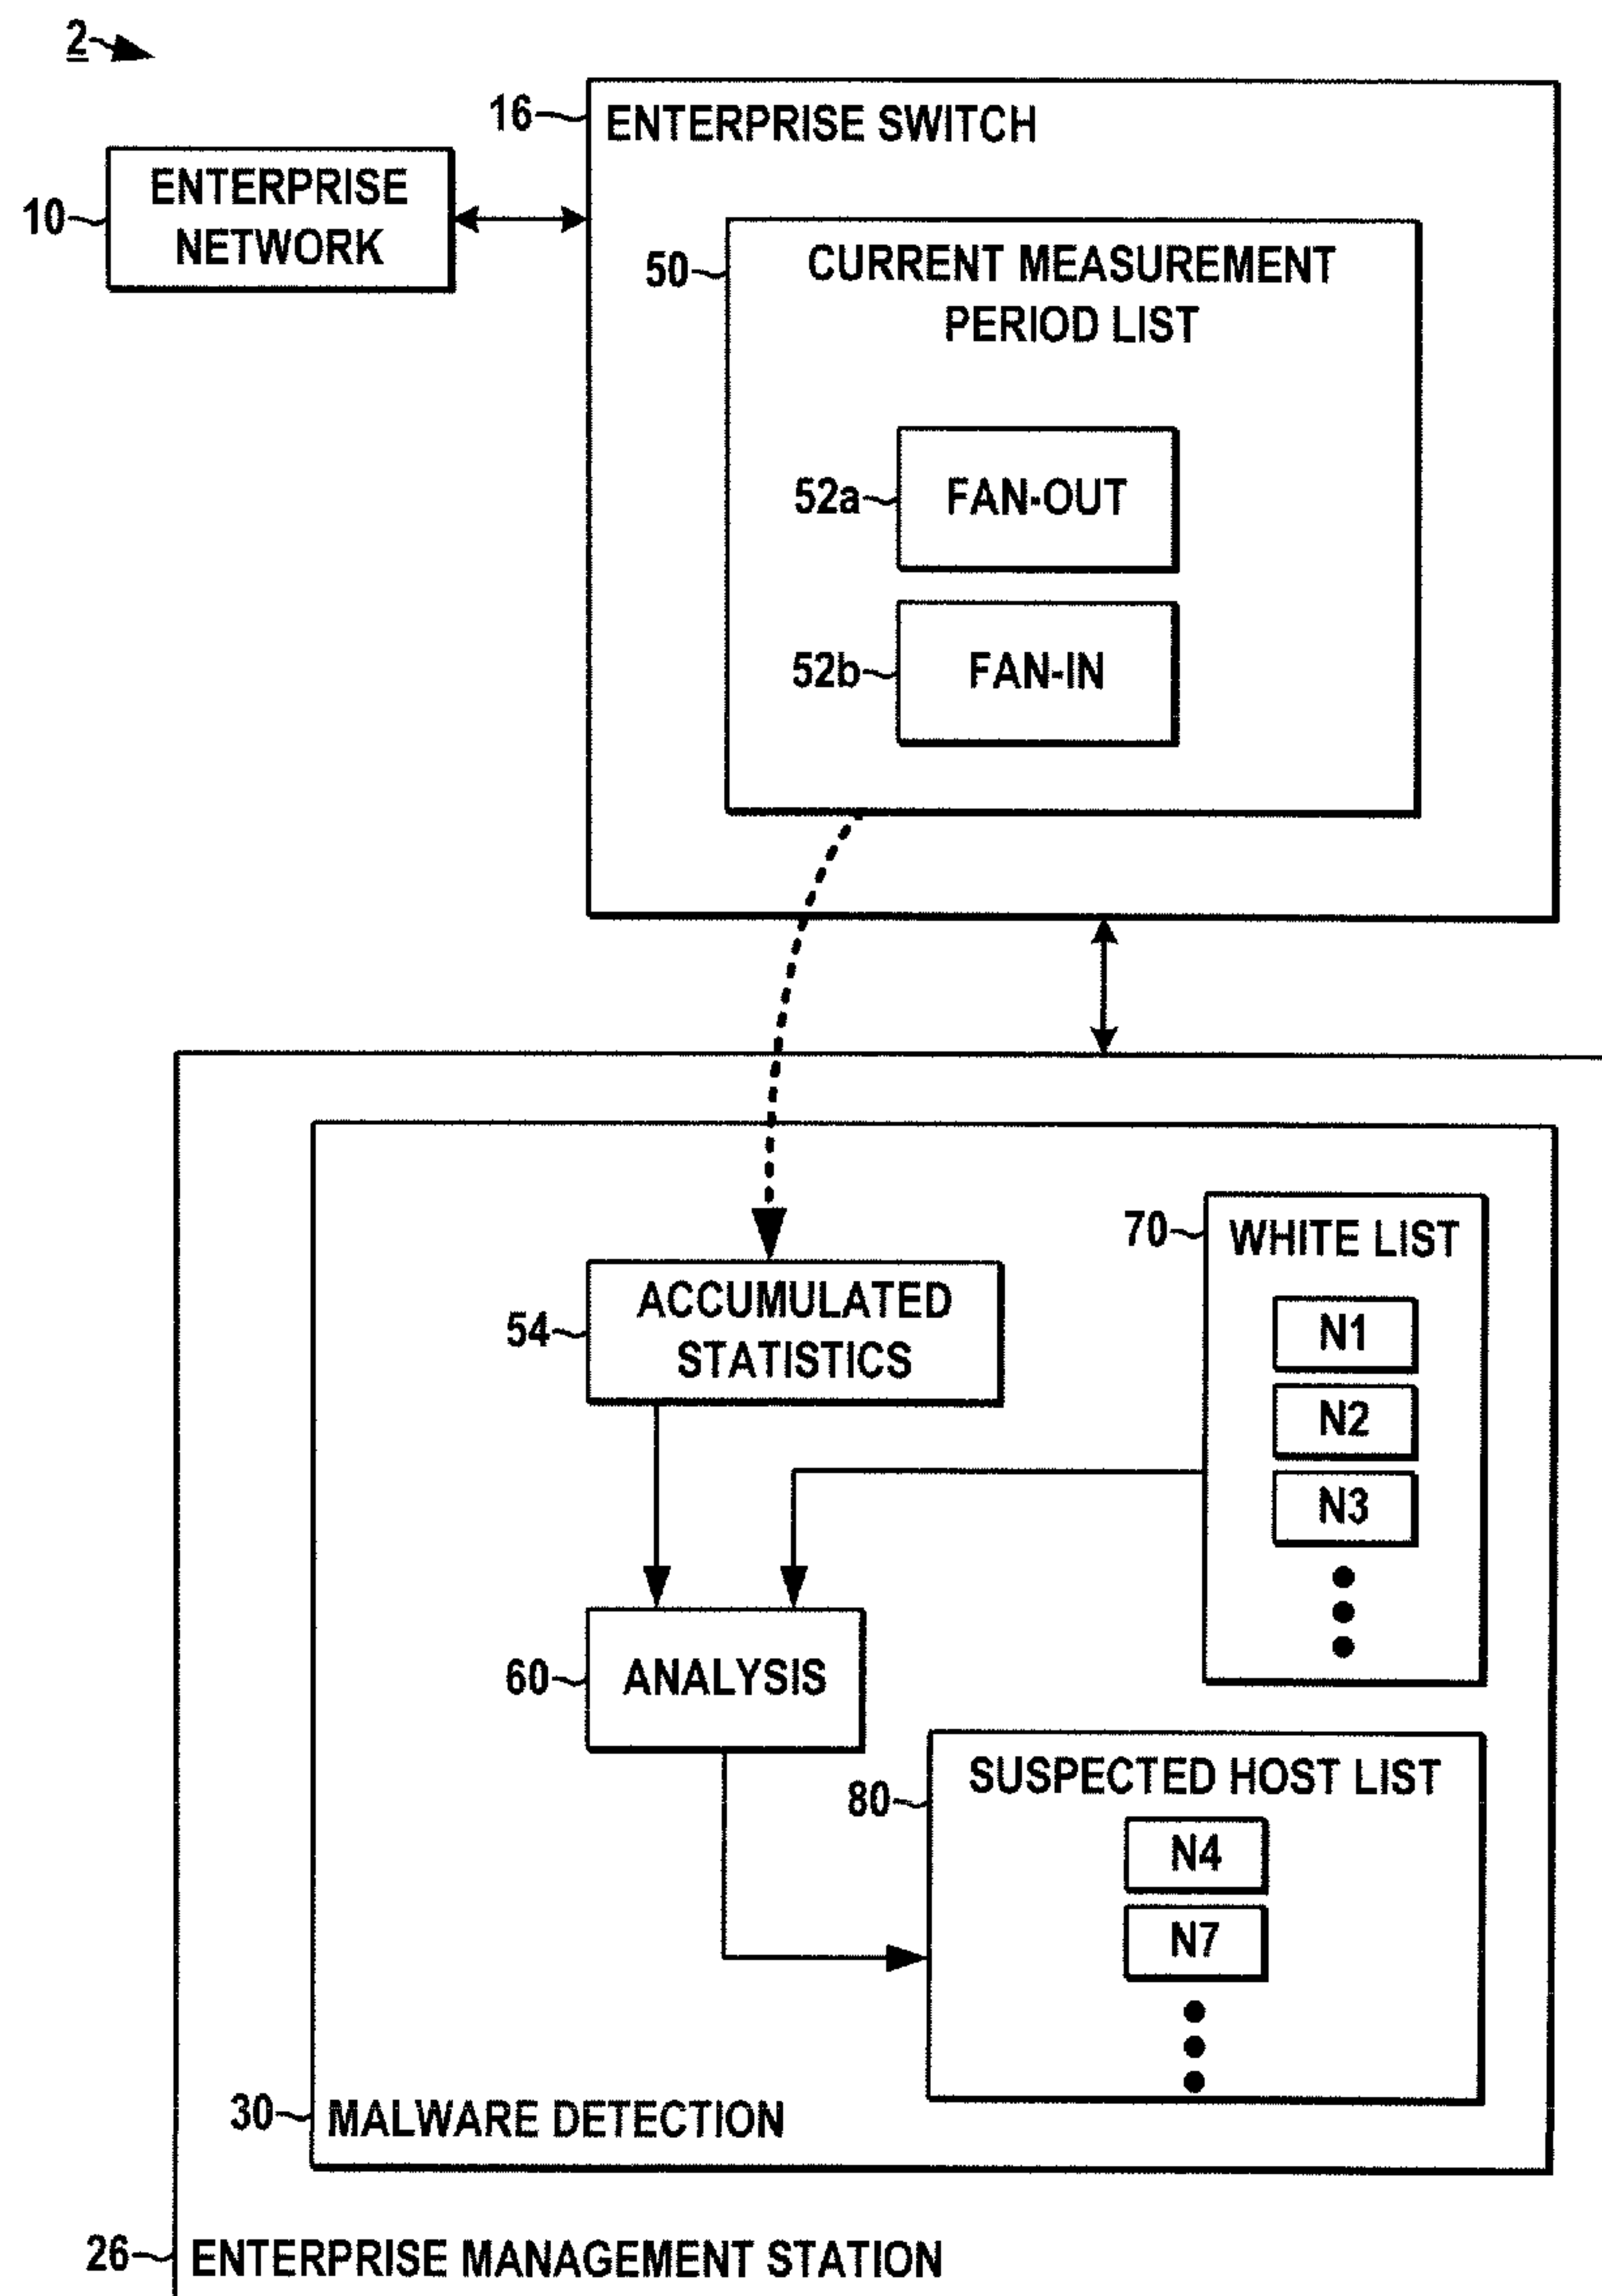 2
16
ENTERPRISE SWITCH
10
ENTERPRISE
NETWORK
50
CURRENT MEASUREMENT
PERIOD LIST
52a
FAN-OUT
52b
FAN-IN
70
WHITE LIST
N1
N2
N3
54
ACCUMULATED
STATISTICS
60
ANALYSIS
80
SUSPECTED HOST LIST
N4
N7
30
MALWARE DETECTION
26
ENTERPRISE MANAGEMENT STATION